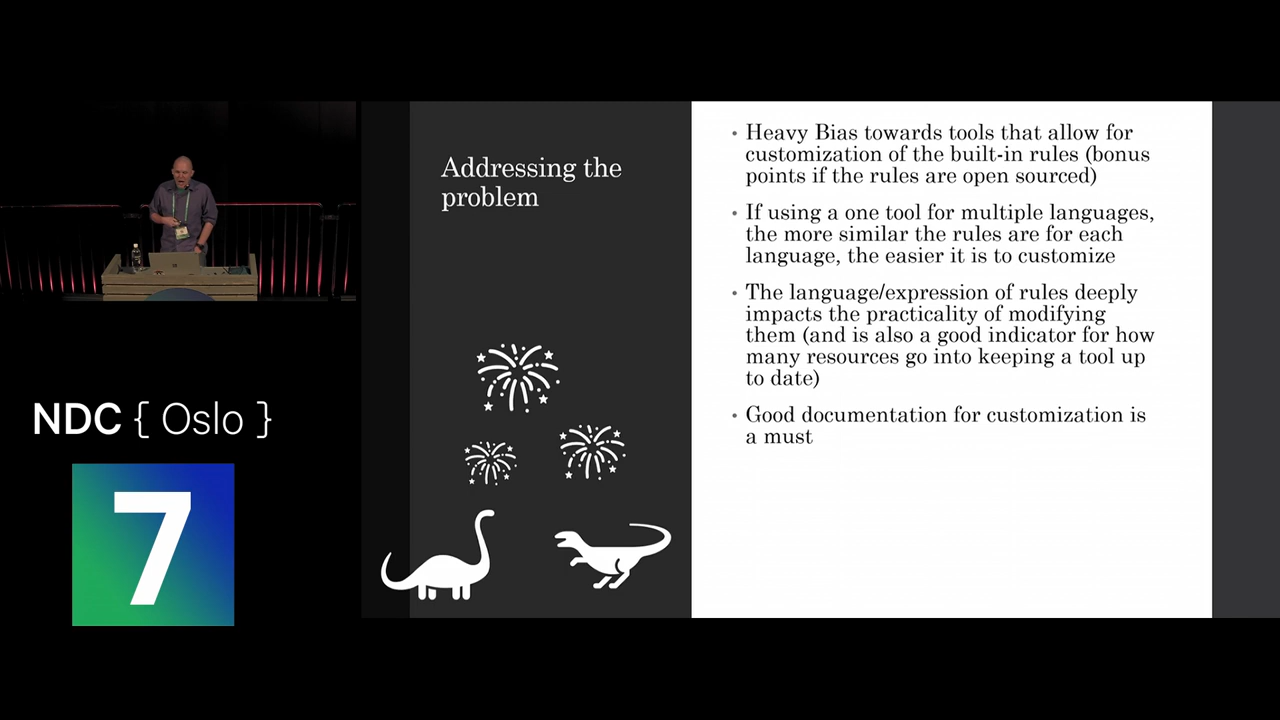 Addressing the
problem
• Heavy Bias towards tools that allow for
customization of the built-in rules (bonus
points if the rules are open sourced)
• If using a one tool for multiple languages,
the more similar the rules are for each
language, the easier it is to customize
• The language/expression of rules deeply
impacts the practicality of modifying
them (and is also a good indicator for how
many resources go into keeping a tool up
to date)
• Good documentation for customization is
a must
NDC { Oslo }
7